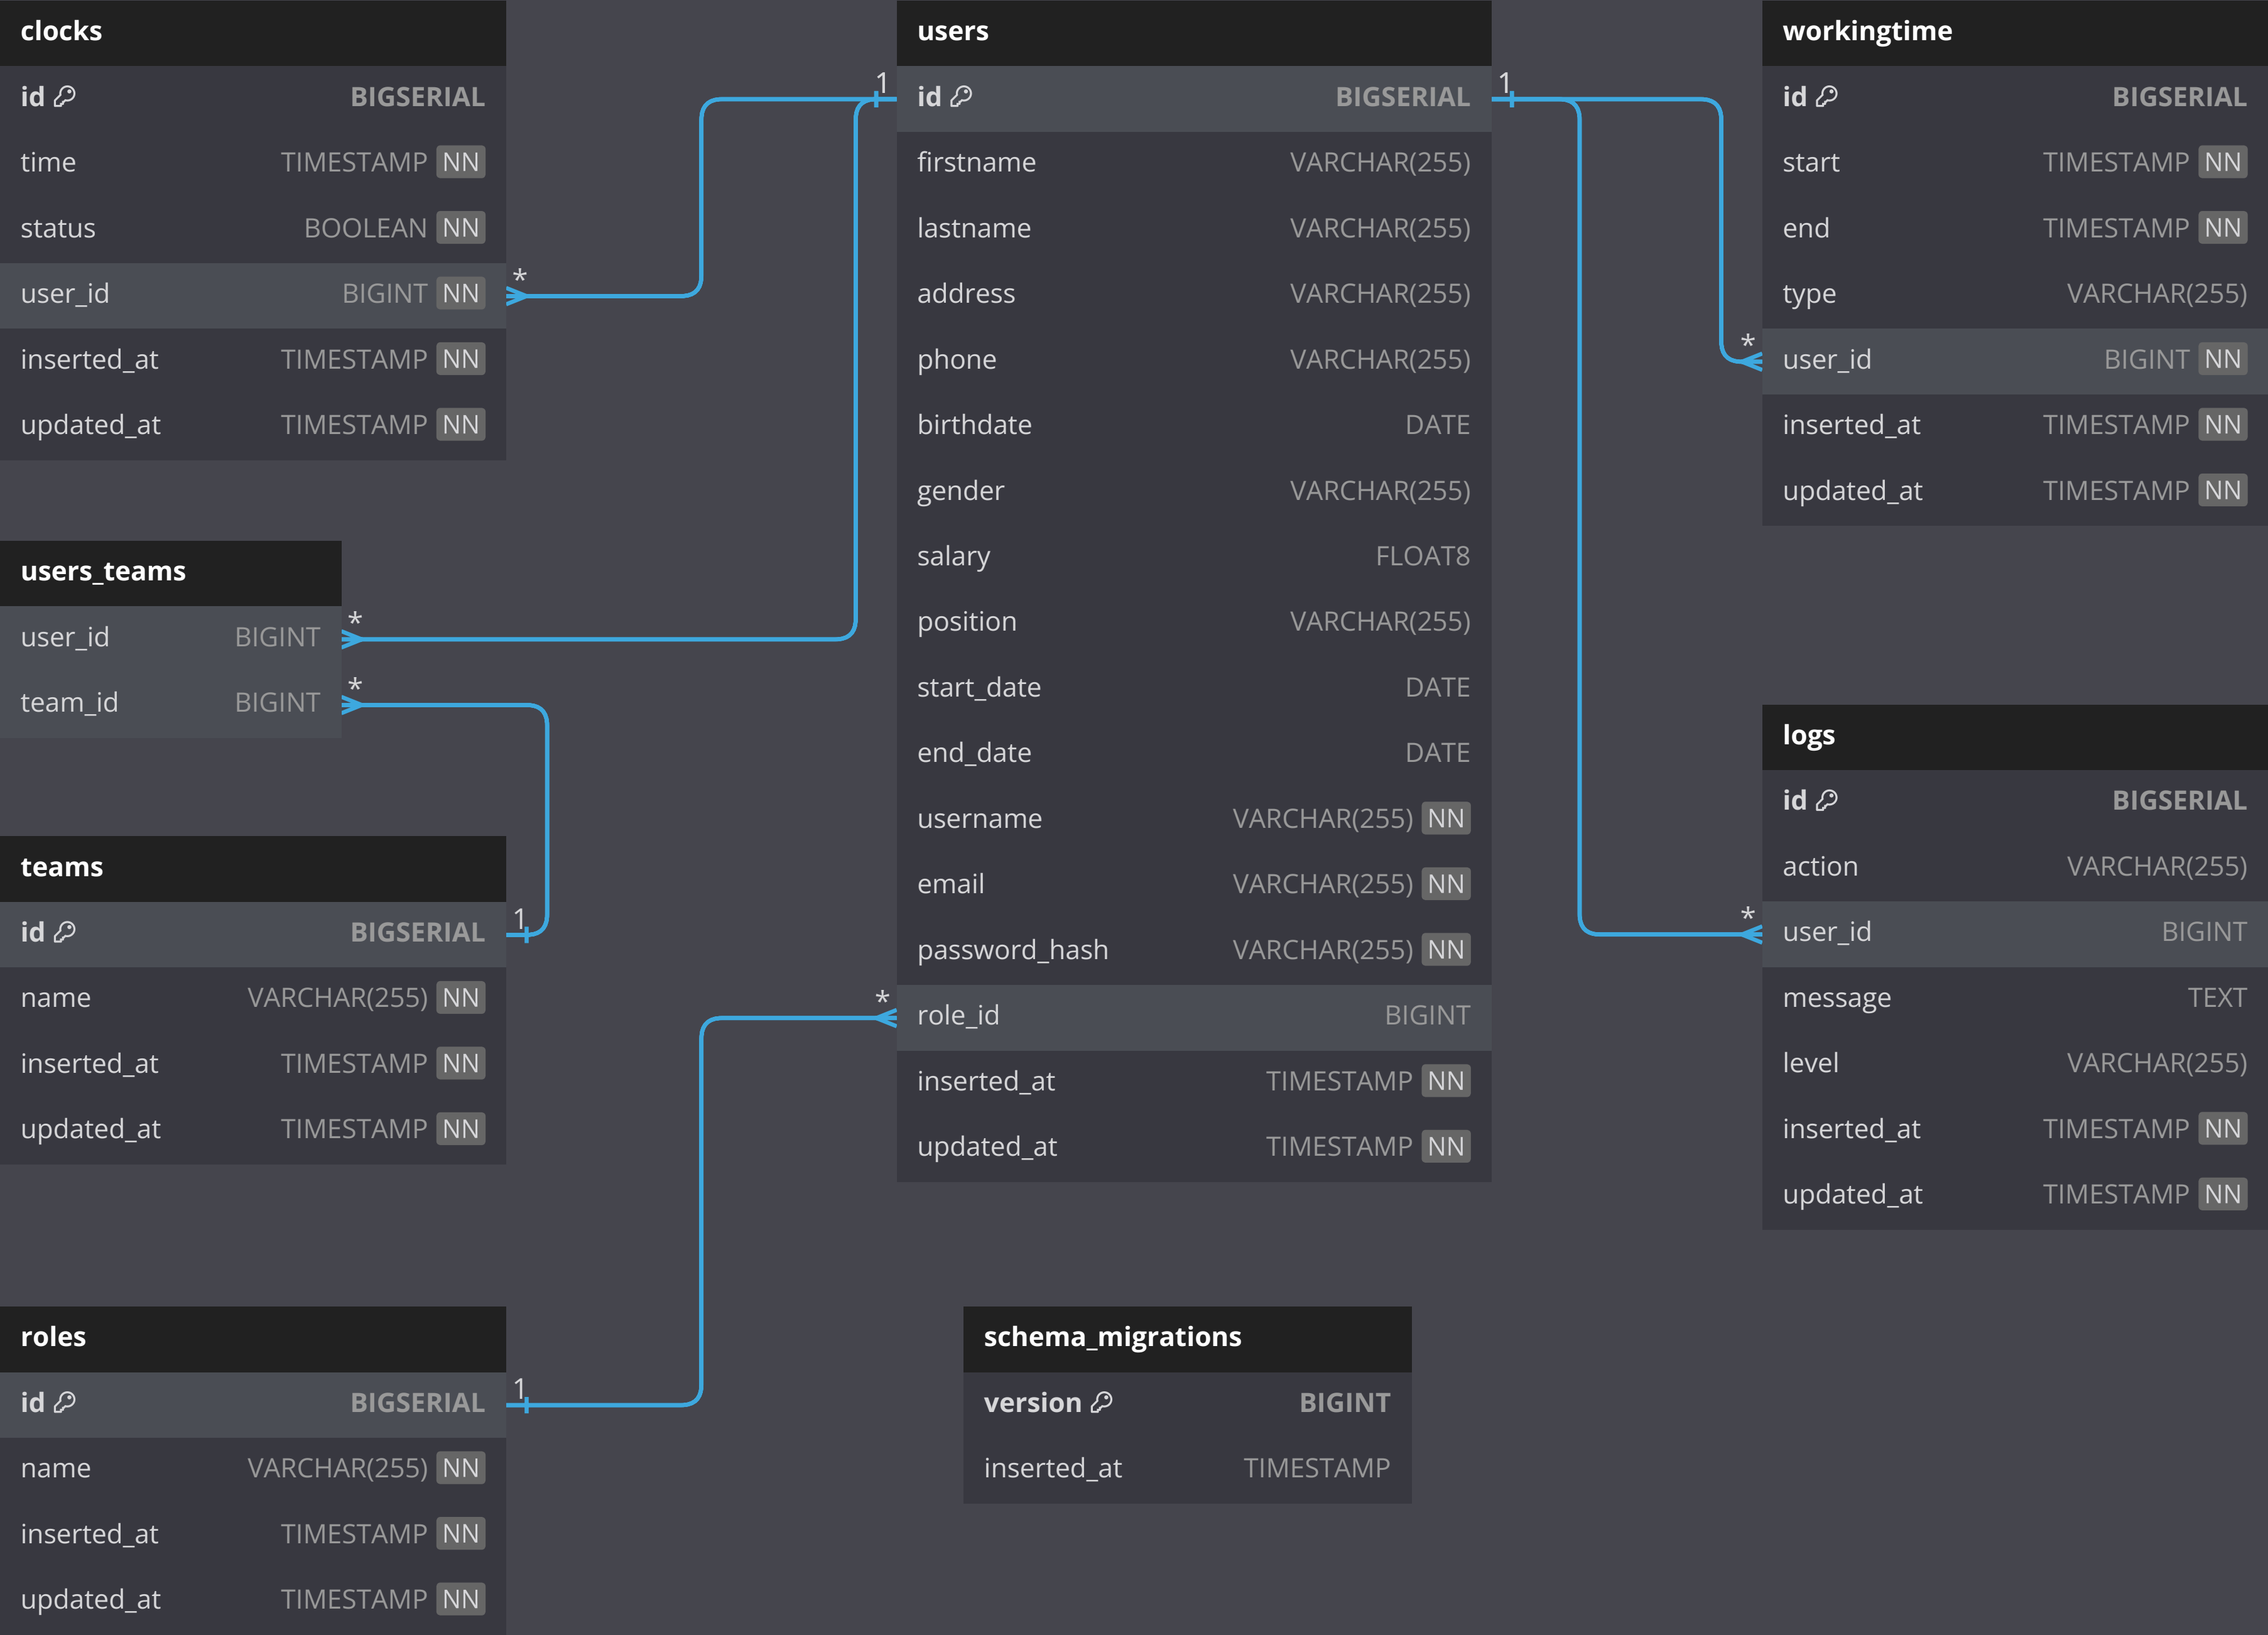 clocks
id BIGSERIAL
time TIMESTAMP NN
status BOOLEAN NN
user_id BIGINT NN
inserted_at TIMESTAMP NN
updated_at TIMESTAMP NN
*
users_teams
user_id BIGINT
team_id BIGINT
*
*
teams
id BIGSERIAL
name VARCHAR(255) NN
inserted_at TIMESTAMP NN
updated_at TIMESTAMP NN
1
roles
id BIGSERIAL
name VARCHAR(255) NN
inserted_at TIMESTAMP NN
updated_at TIMESTAMP NN
1
users
1
id BIGSERIAL
1
firstname VARCHAR(255)
lastname VARCHAR(255)
address VARCHAR(255)
phone VARCHAR(255)
birthdate DATE
gender VARCHAR(255)
salary FLOAT8
position VARCHAR(255)
start_date DATE
end_date DATE
username VARCHAR(255) NN
email VARCHAR(255) NN
password_hash VARCHAR(255) NN
*
role_id BIGINT
inserted_at TIMESTAMP NN
updated_at TIMESTAMP NN
schema_migrations
version BIGINT
inserted_at TIMESTAMP
workingtime
id BIGSERIAL
start TIMESTAMP NN
end TIMESTAMP NN
type VARCHAR(255)
*
user_id BIGINT NN
inserted_at TIMESTAMP NN
updated_at TIMESTAMP NN
logs
id BIGSERIAL
action VARCHAR(255)
*
user_id BIGINT
message TEXT
level VARCHAR(255)
inserted_at TIMESTAMP NN
updated_at TIMESTAMP NN